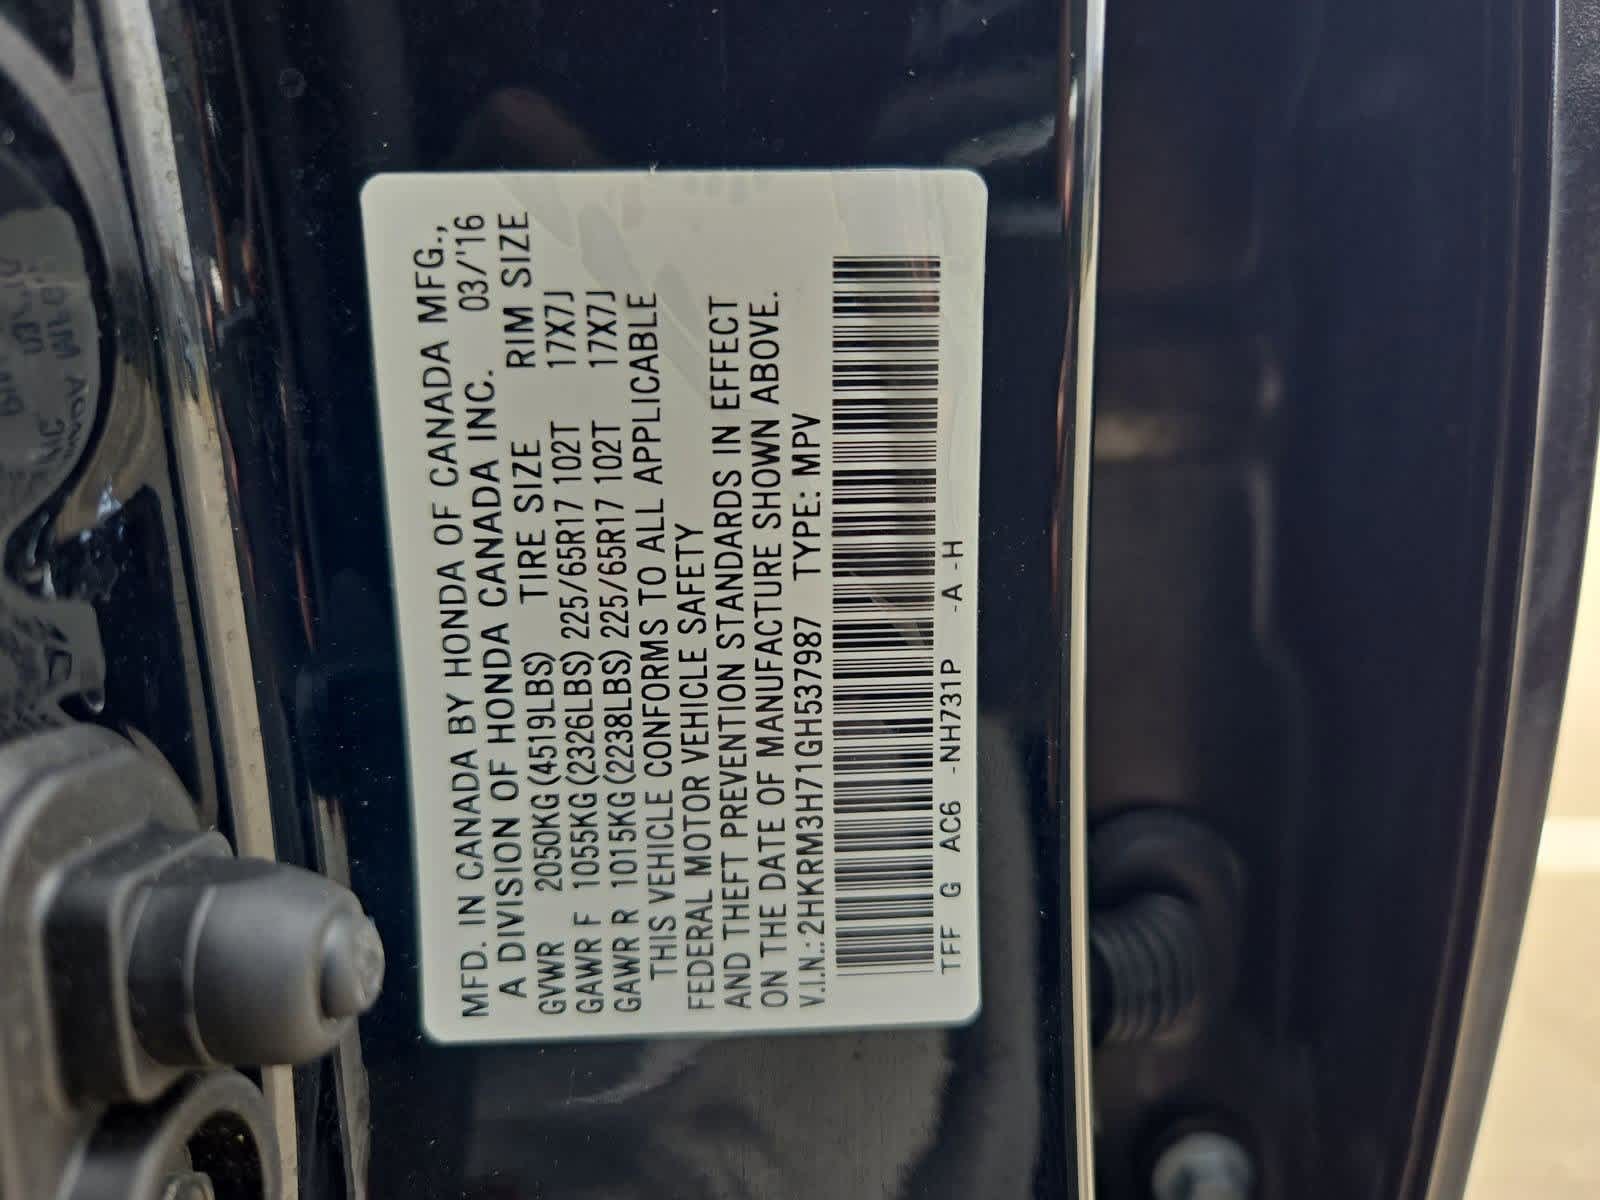 MFD. IN CANADA BY HONDA OF CANADA MFG.,
A DIVISION OF HONDA CANADA INC. 03/'16
GVWR 2050KG(4519LBS) TIRE SIZE RIM SIZE
GAWR F 1055KG(2326LBS) 225/65R17 102T 17X7J
GAWR R 1015KG(2238LBS) 225/65R17 102T 17X7J
THIS VEHICLE CONFORMS TO ALL APPLICABLE
FEDERAL MOTOR VEHICLE SAFETY
AND THEFT PREVENTION STANDARDS IN EFFECT
ON THE DATE OF MANUFACTURE SHOWN ABOVE.
V.I.N.: 2HKRM3H71GH537987 TYPE: MPV
TFF G AC6 -NH731P -A -H